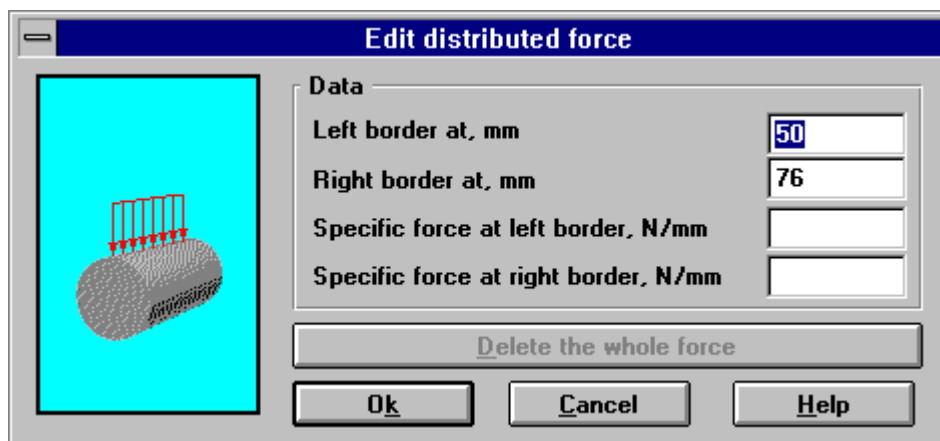 Edit distributed force
Data
Left border at, mm 50
Right border at, mm 76
Specific force at left border, N/mm
Specific force at right border, N/mm
Delete the whole force
Ok Cancel Help